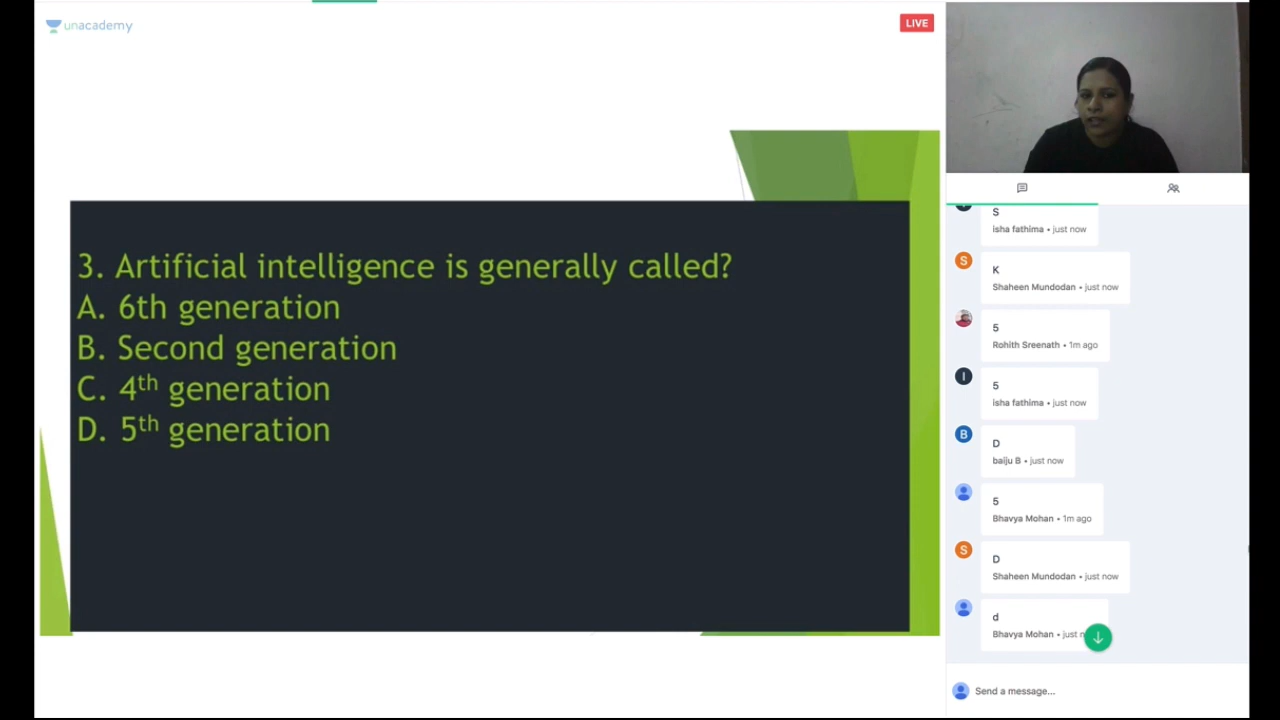 unacademy
LIVE
3. Artificial intelligence is generally called?
A. 6th generation
B. Second generation
C. 4th generation
D. 5th generation
S
isha fathima • just now
S
K
Shaheen Mundodan • just now
5
Rohith Sreenath • 1m ago
I
5
isha fathima • just now
B
D
baiju B • just now
5
Bhavya Mohan • 1m ago
S
D
Shaheen Mundodan • just now
d
Bhavya Mohan • just n
Send a message...